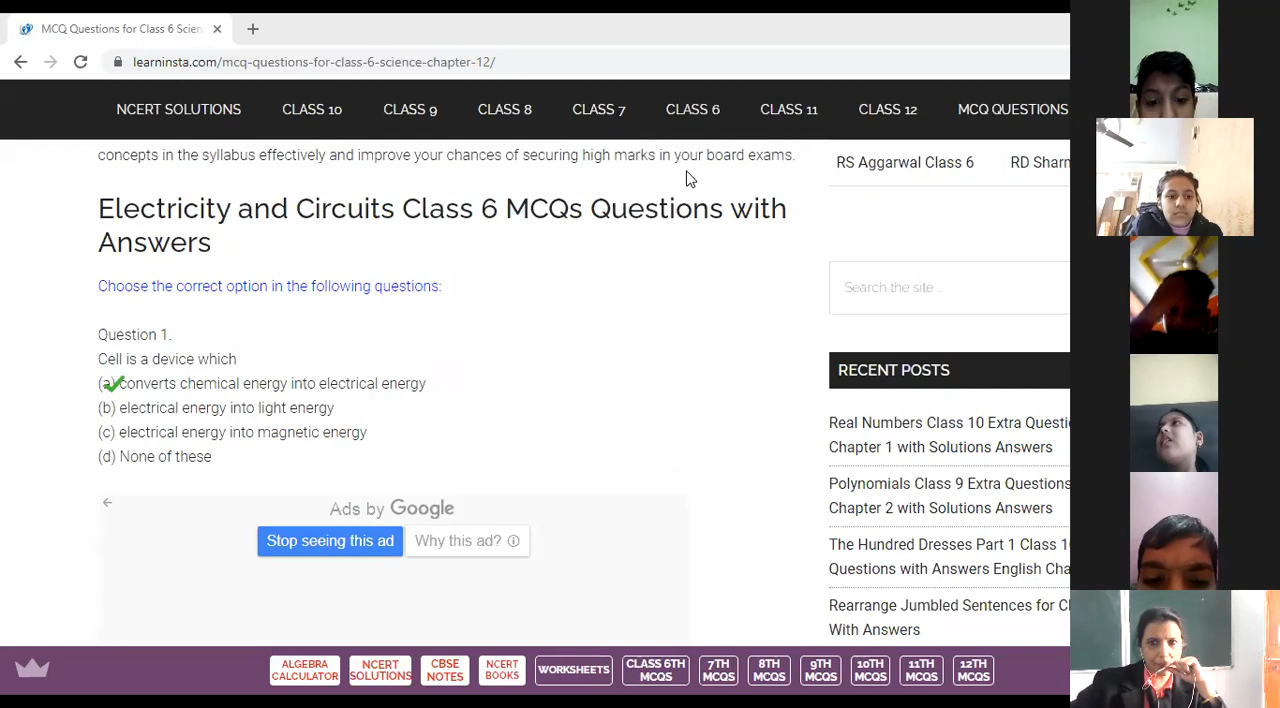 MCQ Questions for Class 6 Scien
learninsta.com/mcq-questions-for-class-6-science-chapter-12/
NCERT SOLUTIONS
CLASS 10
CLASS 9
CLASS 8
CLASS 7
CLASS 6
CLASS 11
CLASS 12
MCQ QUESTIONS
concepts in the syllabus effectively and improve your chances of securing high marks in your board exams.
Electricity and Circuits Class 6 MCQs Questions with
Answers
Choose the correct option in the following questions:
Question 1.
Cell is a device which
(a) converts chemical energy into electrical energy
(b) electrical energy into light energy
(c) electrical energy into magnetic energy
(d) None of these
Ads by Google
Stop seeing this ad
Why this ad?
RS Aggarwal Class 6
RD Sharm
Search the site ...
RECENT POSTS
Real Numbers Class 10 Extra Questi
Chapter 1 with Solutions Answers
Polynomials Class 9 Extra Questions
Chapter 2 with Solutions Answers
The Hundred Dresses Part 1 Class 10
Questions with Answers English Cha
Rearrange Jumbled Sentences for Cl
With Answers
ALGEBRA
CALCULATOR
NCERT
SOLUTIONS
CBSE
NOTES
NCERT
BOOKS
WORKSHEETS
CLASS 6TH
MCQS
7TH
MCQS
8TH
MCQS
9TH
MCQS
10TH
MCQS
11TH
MCQS
12TH
MCQS